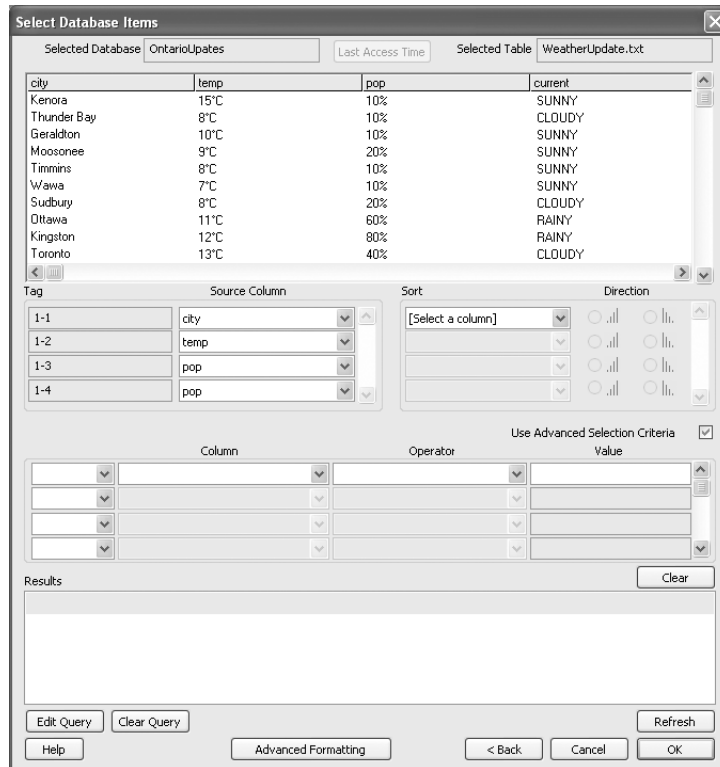 Select Database Items
Selected Database OntarioUpates Last Access Time Selected Table WeatherUpdate.txt
city temp pop current
Kenora 15°C 10% SUNNY
Thunder Bay 8°C 10% CLOUDY
Geraldton 10°C 10% SUNNY
Moosonee 9°C 20% SUNNY
Timmins 8°C 10% SUNNY
Wawa 7°C 10% SUNNY
Sudbury 8°C 20% CLOUDY
Ottawa 11°C 60% RAINY
Kingston 12°C 80% RAINY
Toronto 13°C 40% CLOUDY
Tag Source Column Sort Direction
1-1 city [Select a column]
1-2 temp
1-3 pop
1-4 pop
Use Advanced Selection Criteria
Column Operator Value
Clear
Results
Edit Query Clear Query Refresh
Help Advanced Formatting < Back Cancel OK